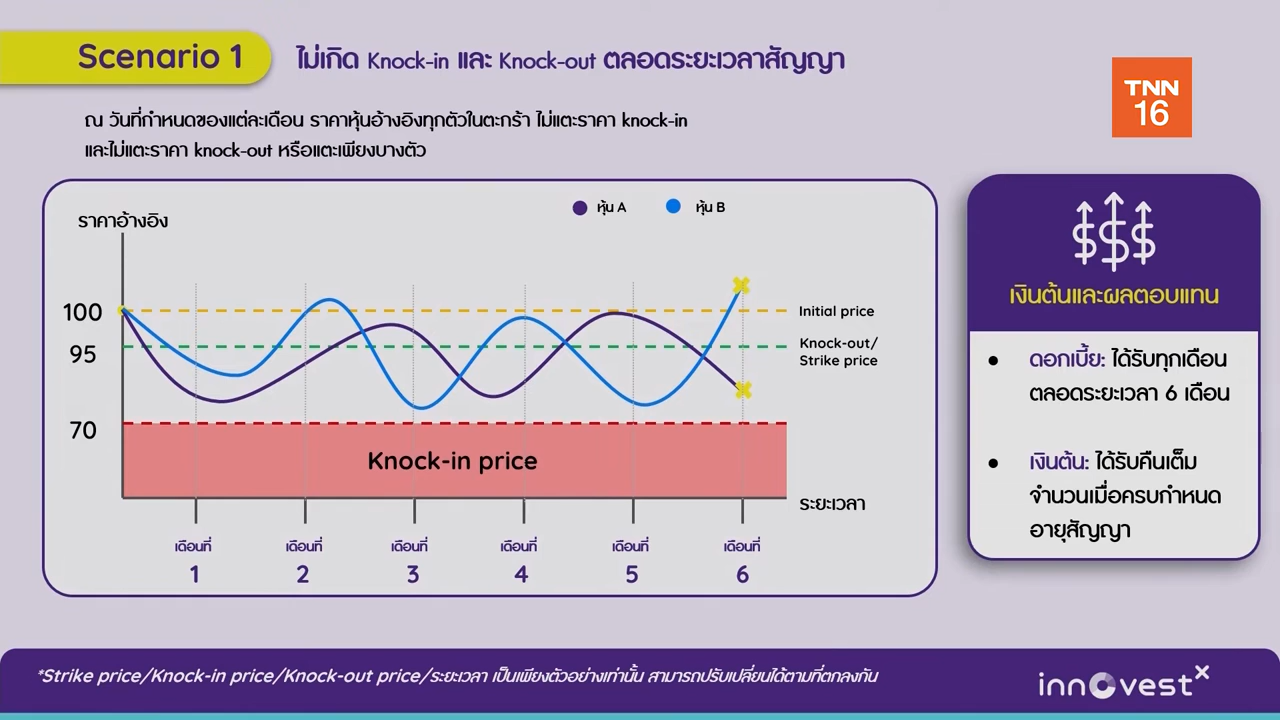 Scenario 1
ไม่เกิด Knock-in และ Knock-out ตลอดระยะเวลาสัญญา
TNN
16
ณ วันที่กำหนดของแต่ละเดือน ราคาหุ้นอ้างอิงทุกตัวในตะกร้า ไม่แตะราคา knock-in
และไม่แตะราคา knock-out หรือแตะเพียงบางตัว
ราคาอ้างอิง
หุ้น A
หุ้น B
100
95
70
Initial price
Knock-out/
Strike price
Knock-in price
ระยะเวลา
เดือนที่ เดือนที่ เดือนที่ เดือนที่ เดือนที่ เดือนที่
1 2 3 4 5 6
เงินต้นและผลตอบแทน
● ดอกเบี้ย: ได้รับทุกเดือน
ตลอดระยะเวลา 6 เดือน
● เงินต้น: ได้รับคืนเต็ม
จำนวนเมื่อครบกำหนด
อายุสัญญา
*Strike price/Knock-in price/Knock-out price/ระยะเวลา เป็นเพียงตัวอย่างเท่านั้น สามารถปรับเปลี่ยนได้ตามที่ตกลงกัน
innovestx